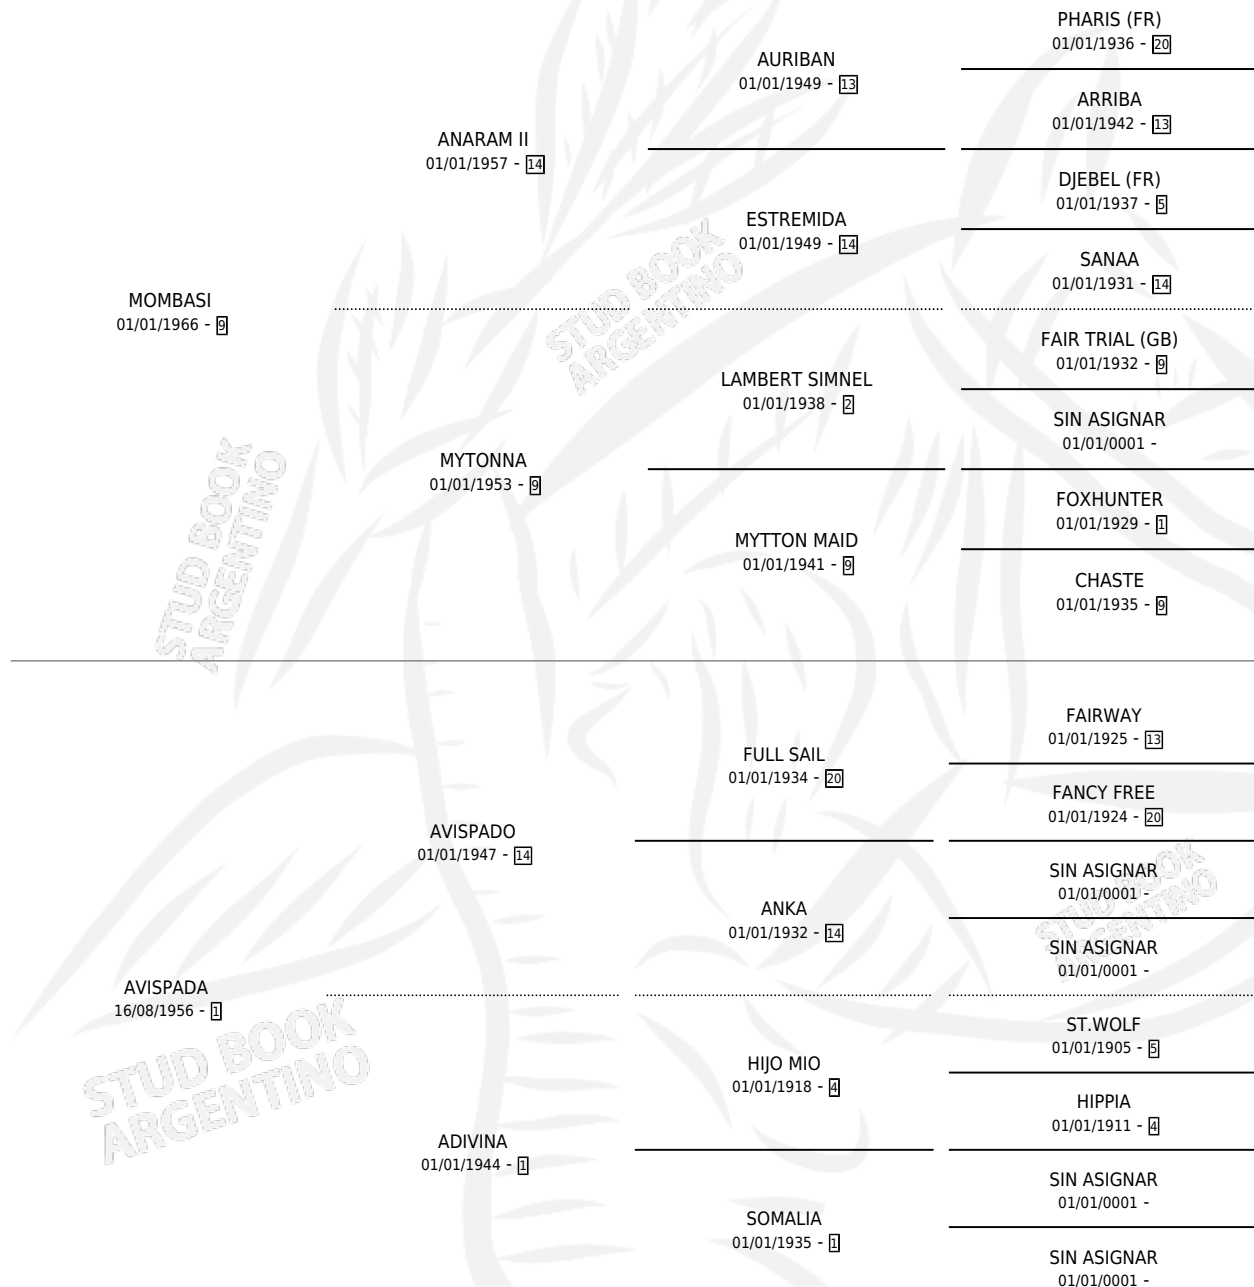 PHARIS (FR)
01/01/1936 - 20
AURIBAN
01/01/1949 - 13
ARRIBA
01/01/1942 - 13
ANARAM II
01/01/1957 - 14
DJEBEL (FR)
01/01/1937 - 5
ESTREMIDA
01/01/1949 - 14
SANAA
01/01/1931 - 14
MOMBASI
01/01/1966 - 9
FAIR TRIAL (GB)
01/01/1932 - 9
LAMBERT SIMNEL
01/01/1938 - 2
SIN ASIGNAR
01/01/0001 -
MYTONNA
01/01/1953 - 9
FOXHUNTER
01/01/1929 - 1
MYTTON MAID
01/01/1941 - 9
CHASTE
01/01/1935 - 9
STUD BOOK
ARGENTINO
STUD BOOK
ARGENTINO
FAIRWAY
01/01/1925 - 13
FULL SAIL
01/01/1934 - 20
FANCY FREE
01/01/1924 - 20
AVISPADO
01/01/1947 - 14
SIN ASIGNAR
01/01/0001 -
ANKA
01/01/1932 - 14
SIN ASIGNAR
01/01/0001 -
STUD BOOK
ARGENTINO
AVISPADA
16/08/1956 - 1
ST.WOLF
01/01/1905 - 5
HIJO MIO
01/01/1918 - 4
HIPPIA
01/01/1911 - 4
STUD BOOK
ARGENTINO
ADIVINA
01/01/1944 - 1
SIN ASIGNAR
01/01/0001 -
SOMALIA
01/01/1935 - 1
SIN ASIGNAR
01/01/0001 -